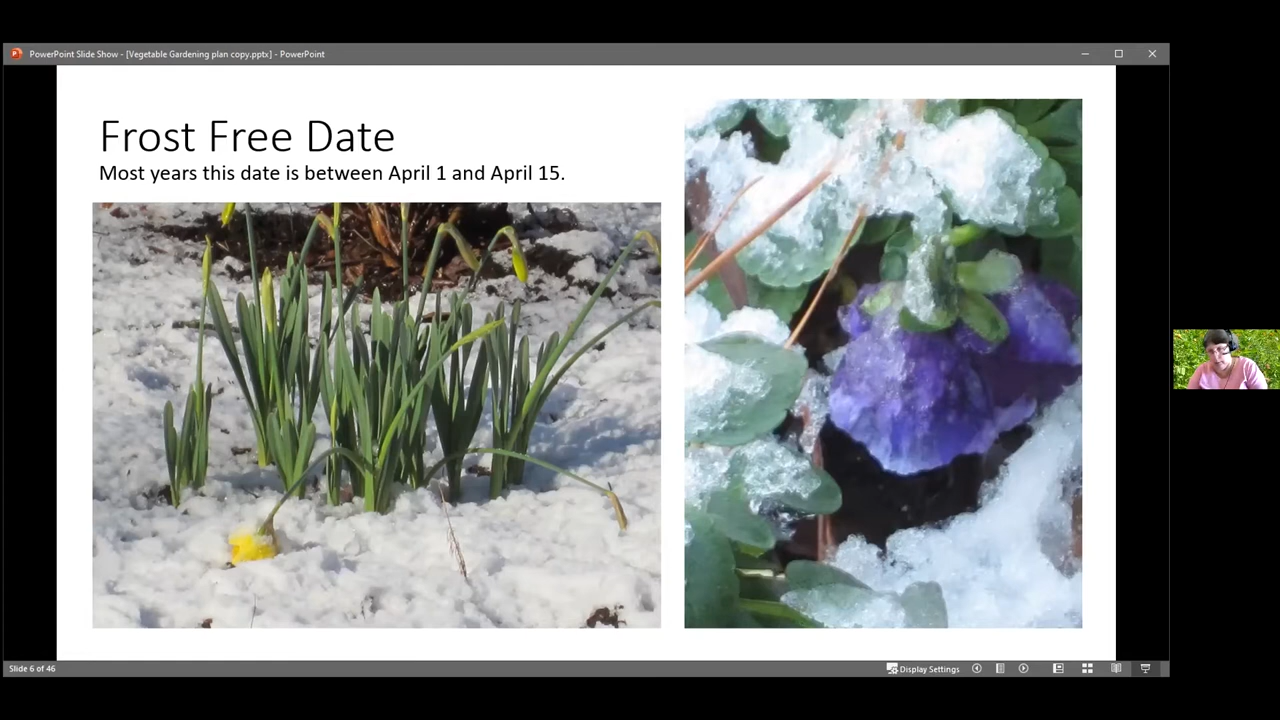 PowerPoint Slide Show - [Vegetable Gardening plan copy.pptx] - PowerPoint
Frost Free Date
Most years this date is between April 1 and April 15.
Slide 6 of 46
Display Settings